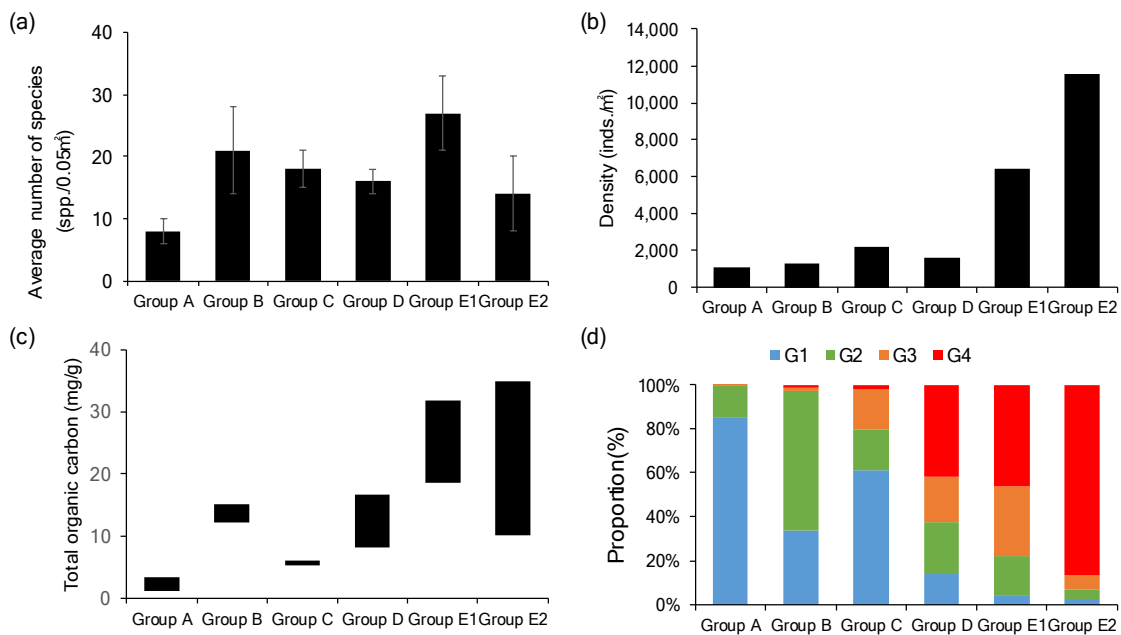 (a)
Average number of species
(spp./0.05㎡)
40
30
20
10
0
Group A Group B Group C Group D Group E1 Group E2
(b)
Density (inds./㎡)
14,000
12,000
10,000
8,000
6,000
4,000
2,000
0
Group A Group B Group C Group D Group E1 Group E2
(c)
Total organic carbon (mg/g)
40
30
20
10
0
Group A Group B Group C Group D Group E1 Group E2
(d)
G1 G2 G3 G4
Proportion(%)
100%
80%
60%
40%
20%
0%
Group A Group B Group C Group D Group E1 Group E2